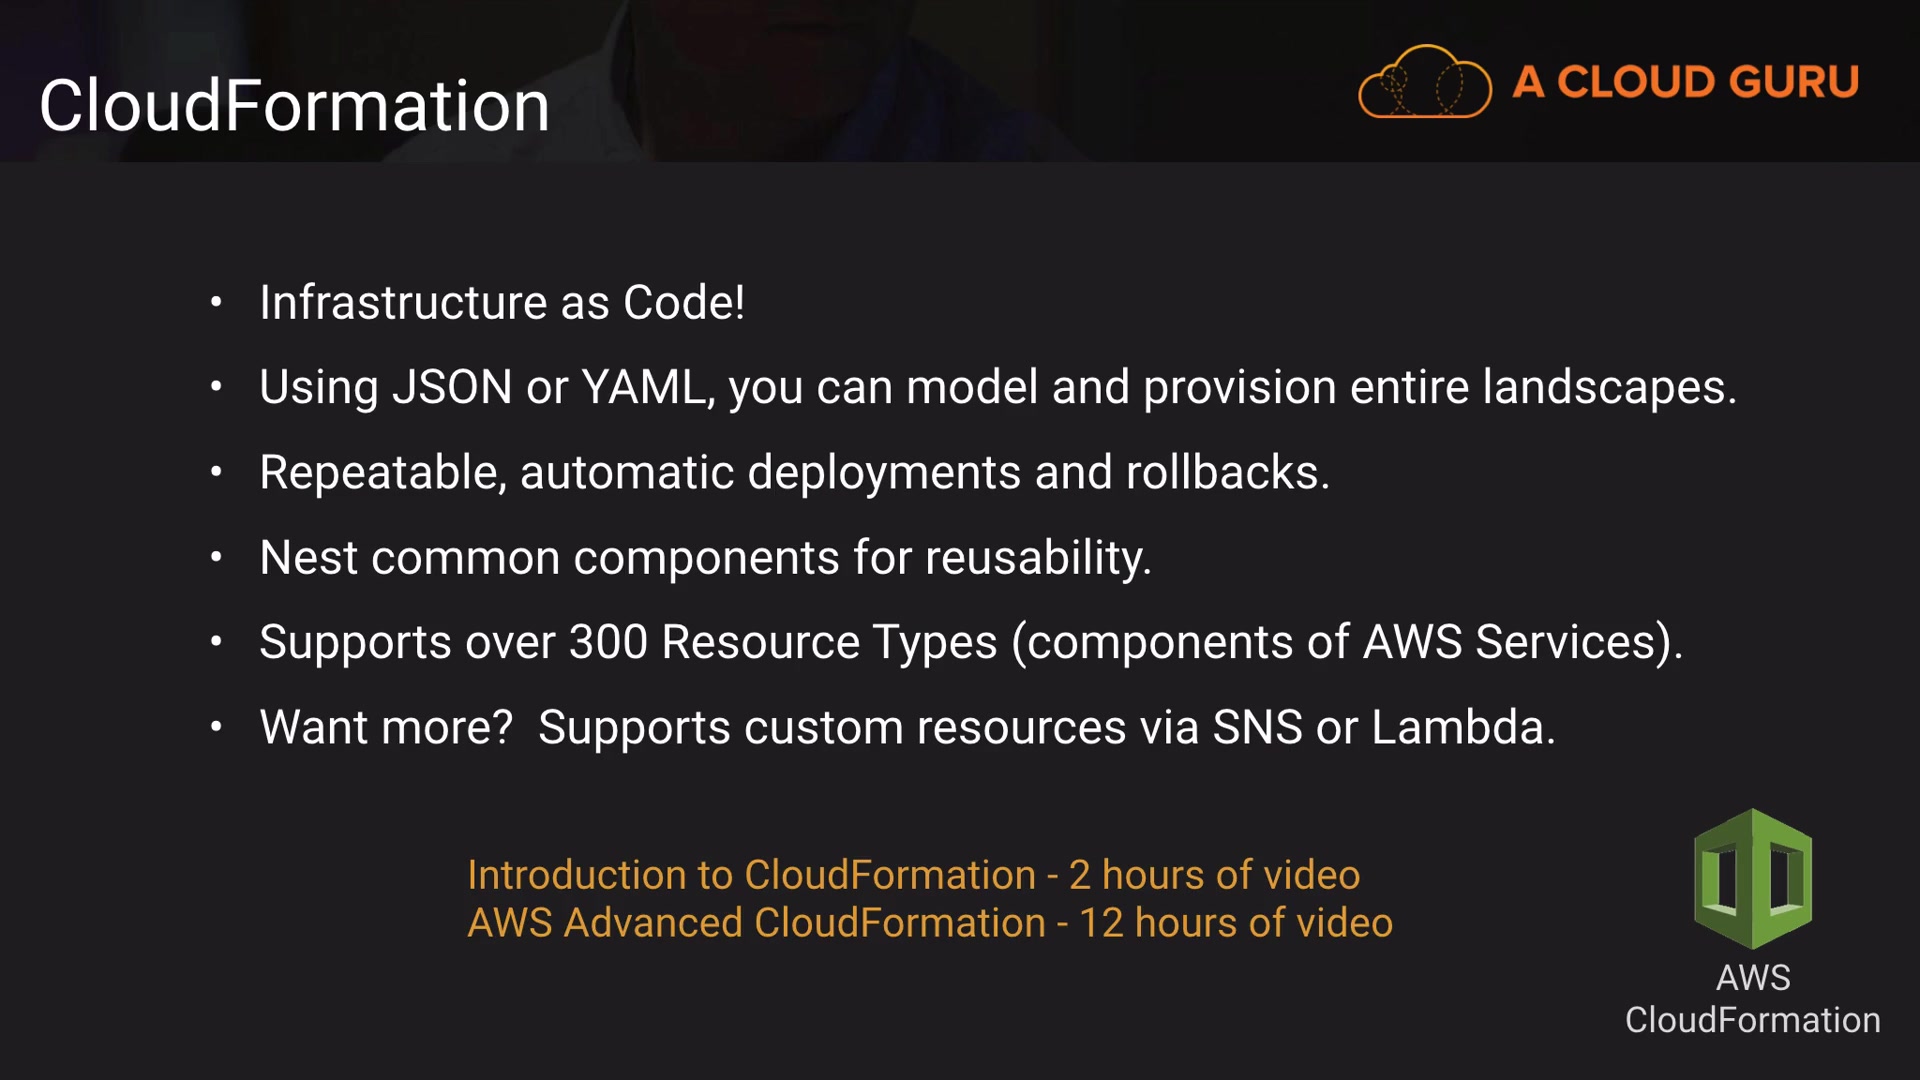 CloudFormation
A CLOUD GURU
• Infrastructure as Code!
• Using JSON or YAML, you can model and provision entire landscapes.
• Repeatable, automatic deployments and rollbacks.
• Nest common components for reusability.
• Supports over 300 Resource Types (components of AWS Services).
• Want more?  Supports custom resources via SNS or Lambda.
Introduction to CloudFormation - 2 hours of video
AWS Advanced CloudFormation - 12 hours of video
AWS
CloudFormation